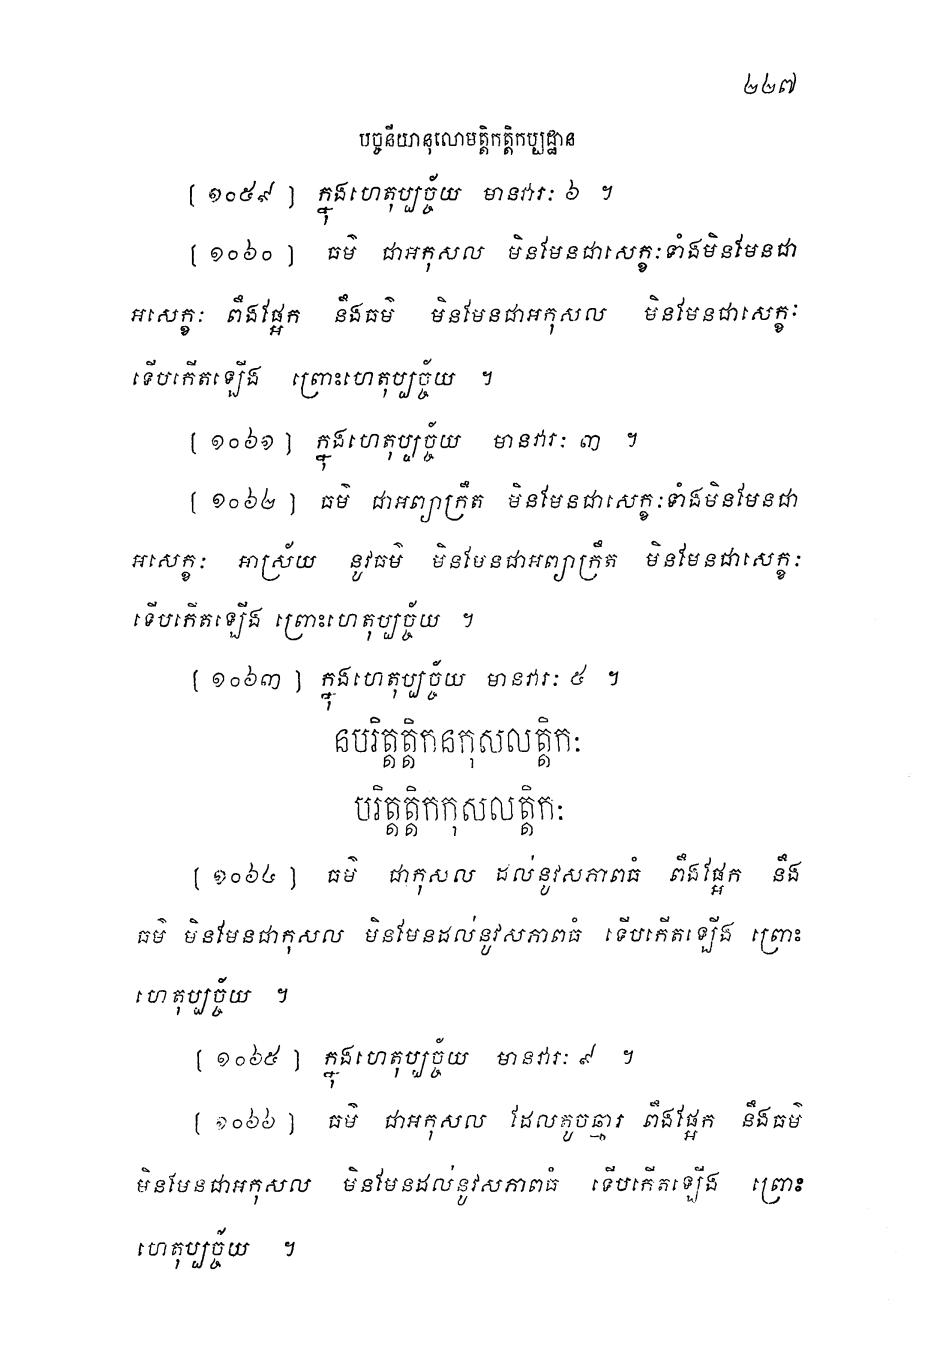 ២២៧
បច្ចនីយានុលោមត្តិកត្តិកប្បដ្ឋាន
[ ១០៥៩ ] ក្នុងហេតុប្បច្ច័យ មានវារៈ ៦ ។
[ ១០៦០ ] ធម៌ ជាអកុសល មិនមែនជាសេក្ខៈទាំងមិនមែនជា
អសេក្ខៈ ពឹងផ្អែក នឹងធម៌ មិនមែនជាអកុសល មិនមែនជាសេក្ខៈ
ទើបកើតឡើង ព្រោះហេតុប្បច្ច័យ ។
[ ១០៦១ ] ក្នុងហេតុប្បច្ច័យ មានវារៈ ៣ ។
[ ១០៦២ ] ធម៌ ជាអព្យាក្រឹត មិនមែនជាសេក្ខៈទាំងមិនមែនជា
អសេក្ខៈ អាស្រ័យ នូវធម៌ មិនមែនជាអព្យាក្រឹត មិនមែនជាសេក្ខៈ
ទើបកើតឡើង ព្រោះហេតុប្បច្ច័យ ។
[ ១០៦៣ ] ក្នុងហេតុប្បច្ច័យ មានវារៈ ៥ ។
នបរិត្តត្តិកនកុសលត្តិកៈ
បរិត្តត្តិកកុសលត្តិកៈ
[ ១០៦៤ ] ធម៌ ជាកុសល ដល់នូវសភាពធំ ពឹងផ្អែក នឹង
ធម៌ មិនមែនជាកុសល មិនមែនដល់នូវសភាពធំ ទើបកើតឡើង ព្រោះ
ហេតុប្បច្ច័យ ។
[ ១០៦៥ ] ក្នុងហេតុប្បច្ច័យ មានវារៈ ៩ ។
[ ១០៦៦ ] ធម៌ ជាអកុសល ដែលតូចឆ្មារ ពឹងផ្អែក នឹងធម៌
មិនមែនជាអកុសល មិនមែនដល់នូវសភាពធំ ទើបកើតឡើង ព្រោះ
ហេតុប្បច្ច័យ ។